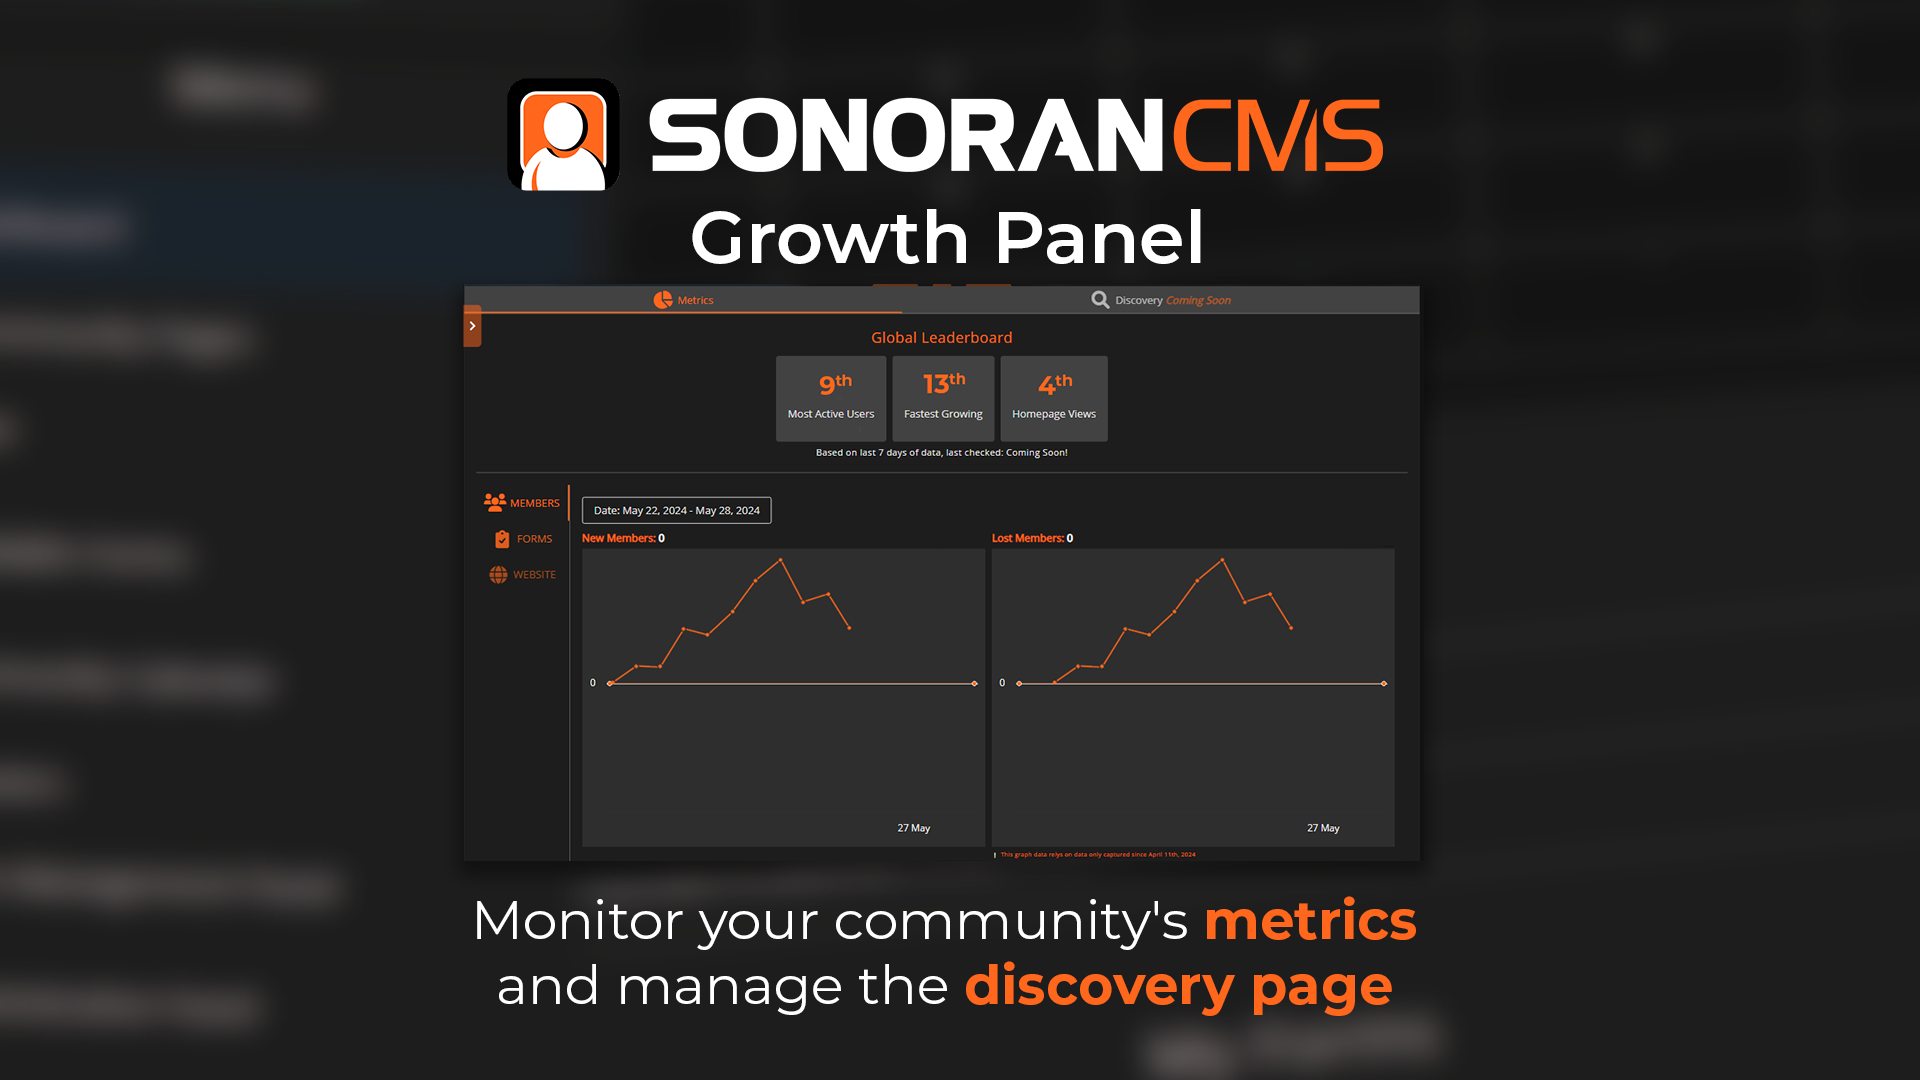 SONORANCMS
Growth Panel
Metrics
Discovery Coming Soon
Global Leaderboard
9th
13th
4th
Most Active Users
Fastest Growing
Homepage Views
Based on last 7 days of data, last checked: Coming Soon!
MEMBERS
FORMS
WEBSITE
Date: May 22, 2024 - May 28, 2024
New Members: 0
Lost Members: 0
0
0
27 May
27 May
This graph data relys on data only captured since April 11th, 2024
Monitor your community's metrics
and manage the discovery page